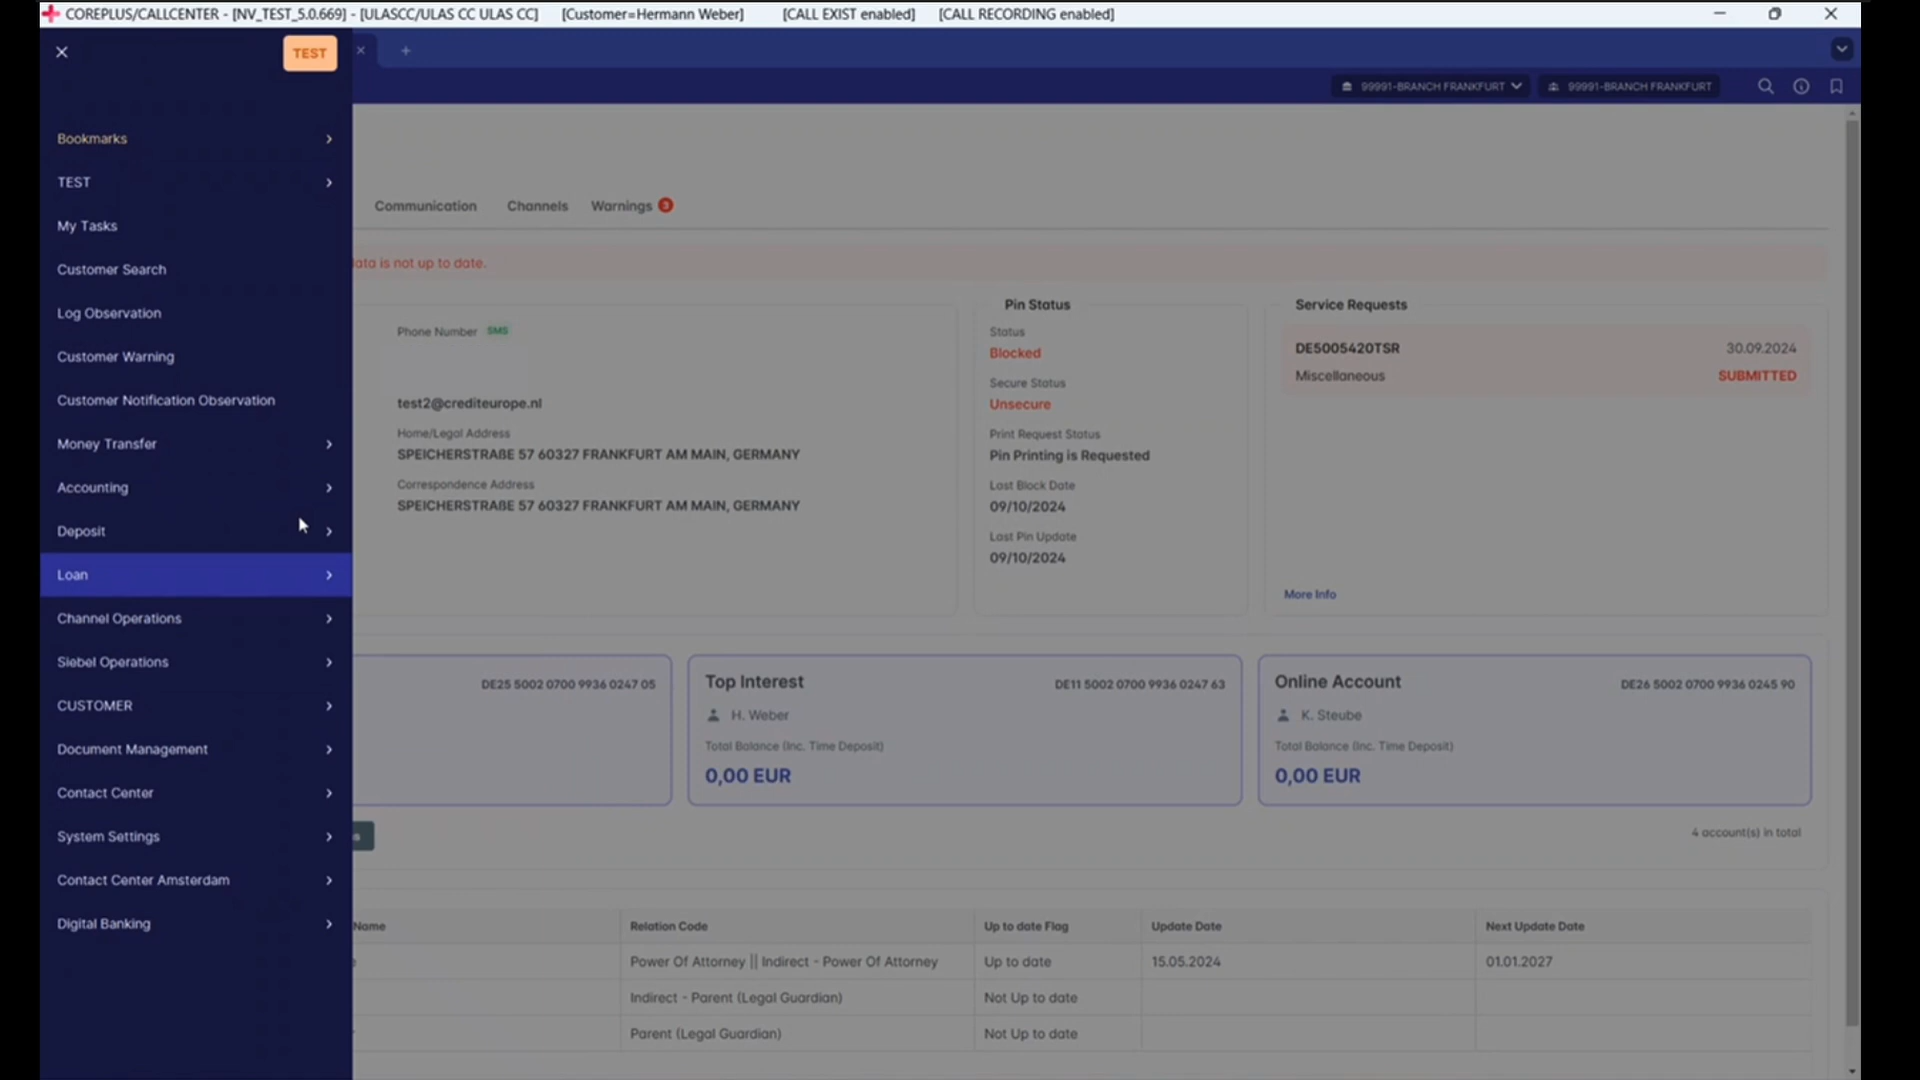 COREPLUS/CALLCENTER - [NV_TEST_5.0.669] - [ULASCC/ULAS CC ULAS CC] [Customer=Hermann Weber] [CALL EXIST enabled] [CALL RECORDING enabled]
TEST
99991-BRANCH FRANKFURT 99991-BRANCH FRANKFURT
Bookmarks
TEST
My Tasks
Customer Search
Log Observation
Customer Warning
Customer Notification Observation
Money Transfer
Accounting
Deposit
Loan
Channel Operations
Siebel Operations
CUSTOMER
Document Management
Contact Center
System Settings
Contact Center Amsterdam
Digital Banking
Communication Channels Warnings 3
is not up to date.
Phone Number SMS
test2@crediteurope.nl
Home/Legal Address
SPEICHERSTRAßE 57 60327 FRANKFURT AM MAIN, GERMANY
Correspondence Address
SPEICHERSTRAßE 57 60327 FRANKFURT AM MAIN, GERMANY
Pin Status
Status
Blocked
Secure Status
Unsecure
Print Request Status
Pin Printing is Requested
Last Block Date
09/10/2024
Last Pin Update
09/10/2024
Service Requests
DE5005420TSR 30.09.2024
Miscellaneous SUBMITTED
More Info
DE25 5002 0700 9936 0247 05
Top Interest DE11 5002 0700 9936 0247 63
H. Weber
Total Balance (Inc. Time Deposit)
0,00 EUR
Online Account DE26 5002 0700 9936 0245 90
K. Steube
Total Balance (Inc. Time Deposit)
0,00 EUR
4 account(s) in total
Name Relation Code Up to date Flag Update Date Next Update Date
Power Of Attorney || Indirect - Power Of Attorney Up to date 15.05.2024 01.01.2027
Indirect - Parent (Legal Guardian) Not Up to date
Parent (Legal Guardian) Not Up to date